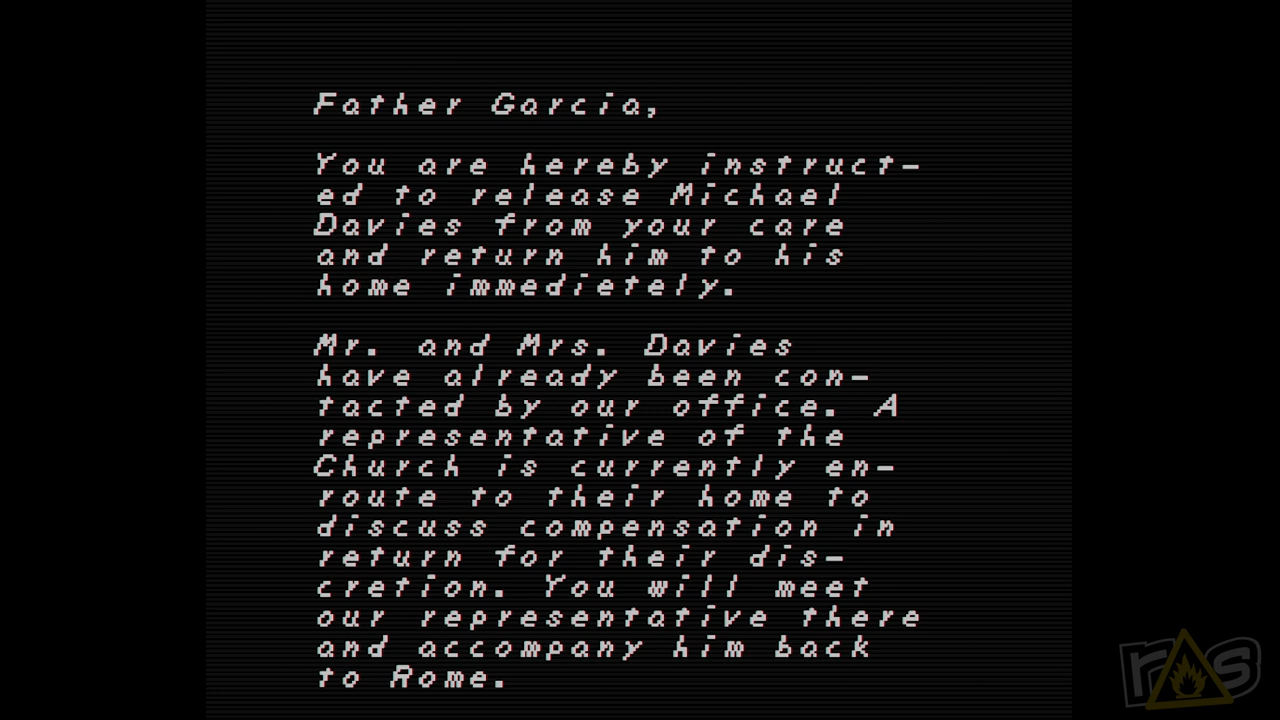 Father Garcia,
You are hereby instruct-
ed to release Michael
Davies from your care
and return him to his
home immedietely.
Mr. and Mrs. Davies
have already been con-
tacted by our office. A
representative of the
Church is currently en-
route to their home to
discuss compensation in
return for their dis-
cretion. You will meet
our representative there
and accompany him back
to Rome.